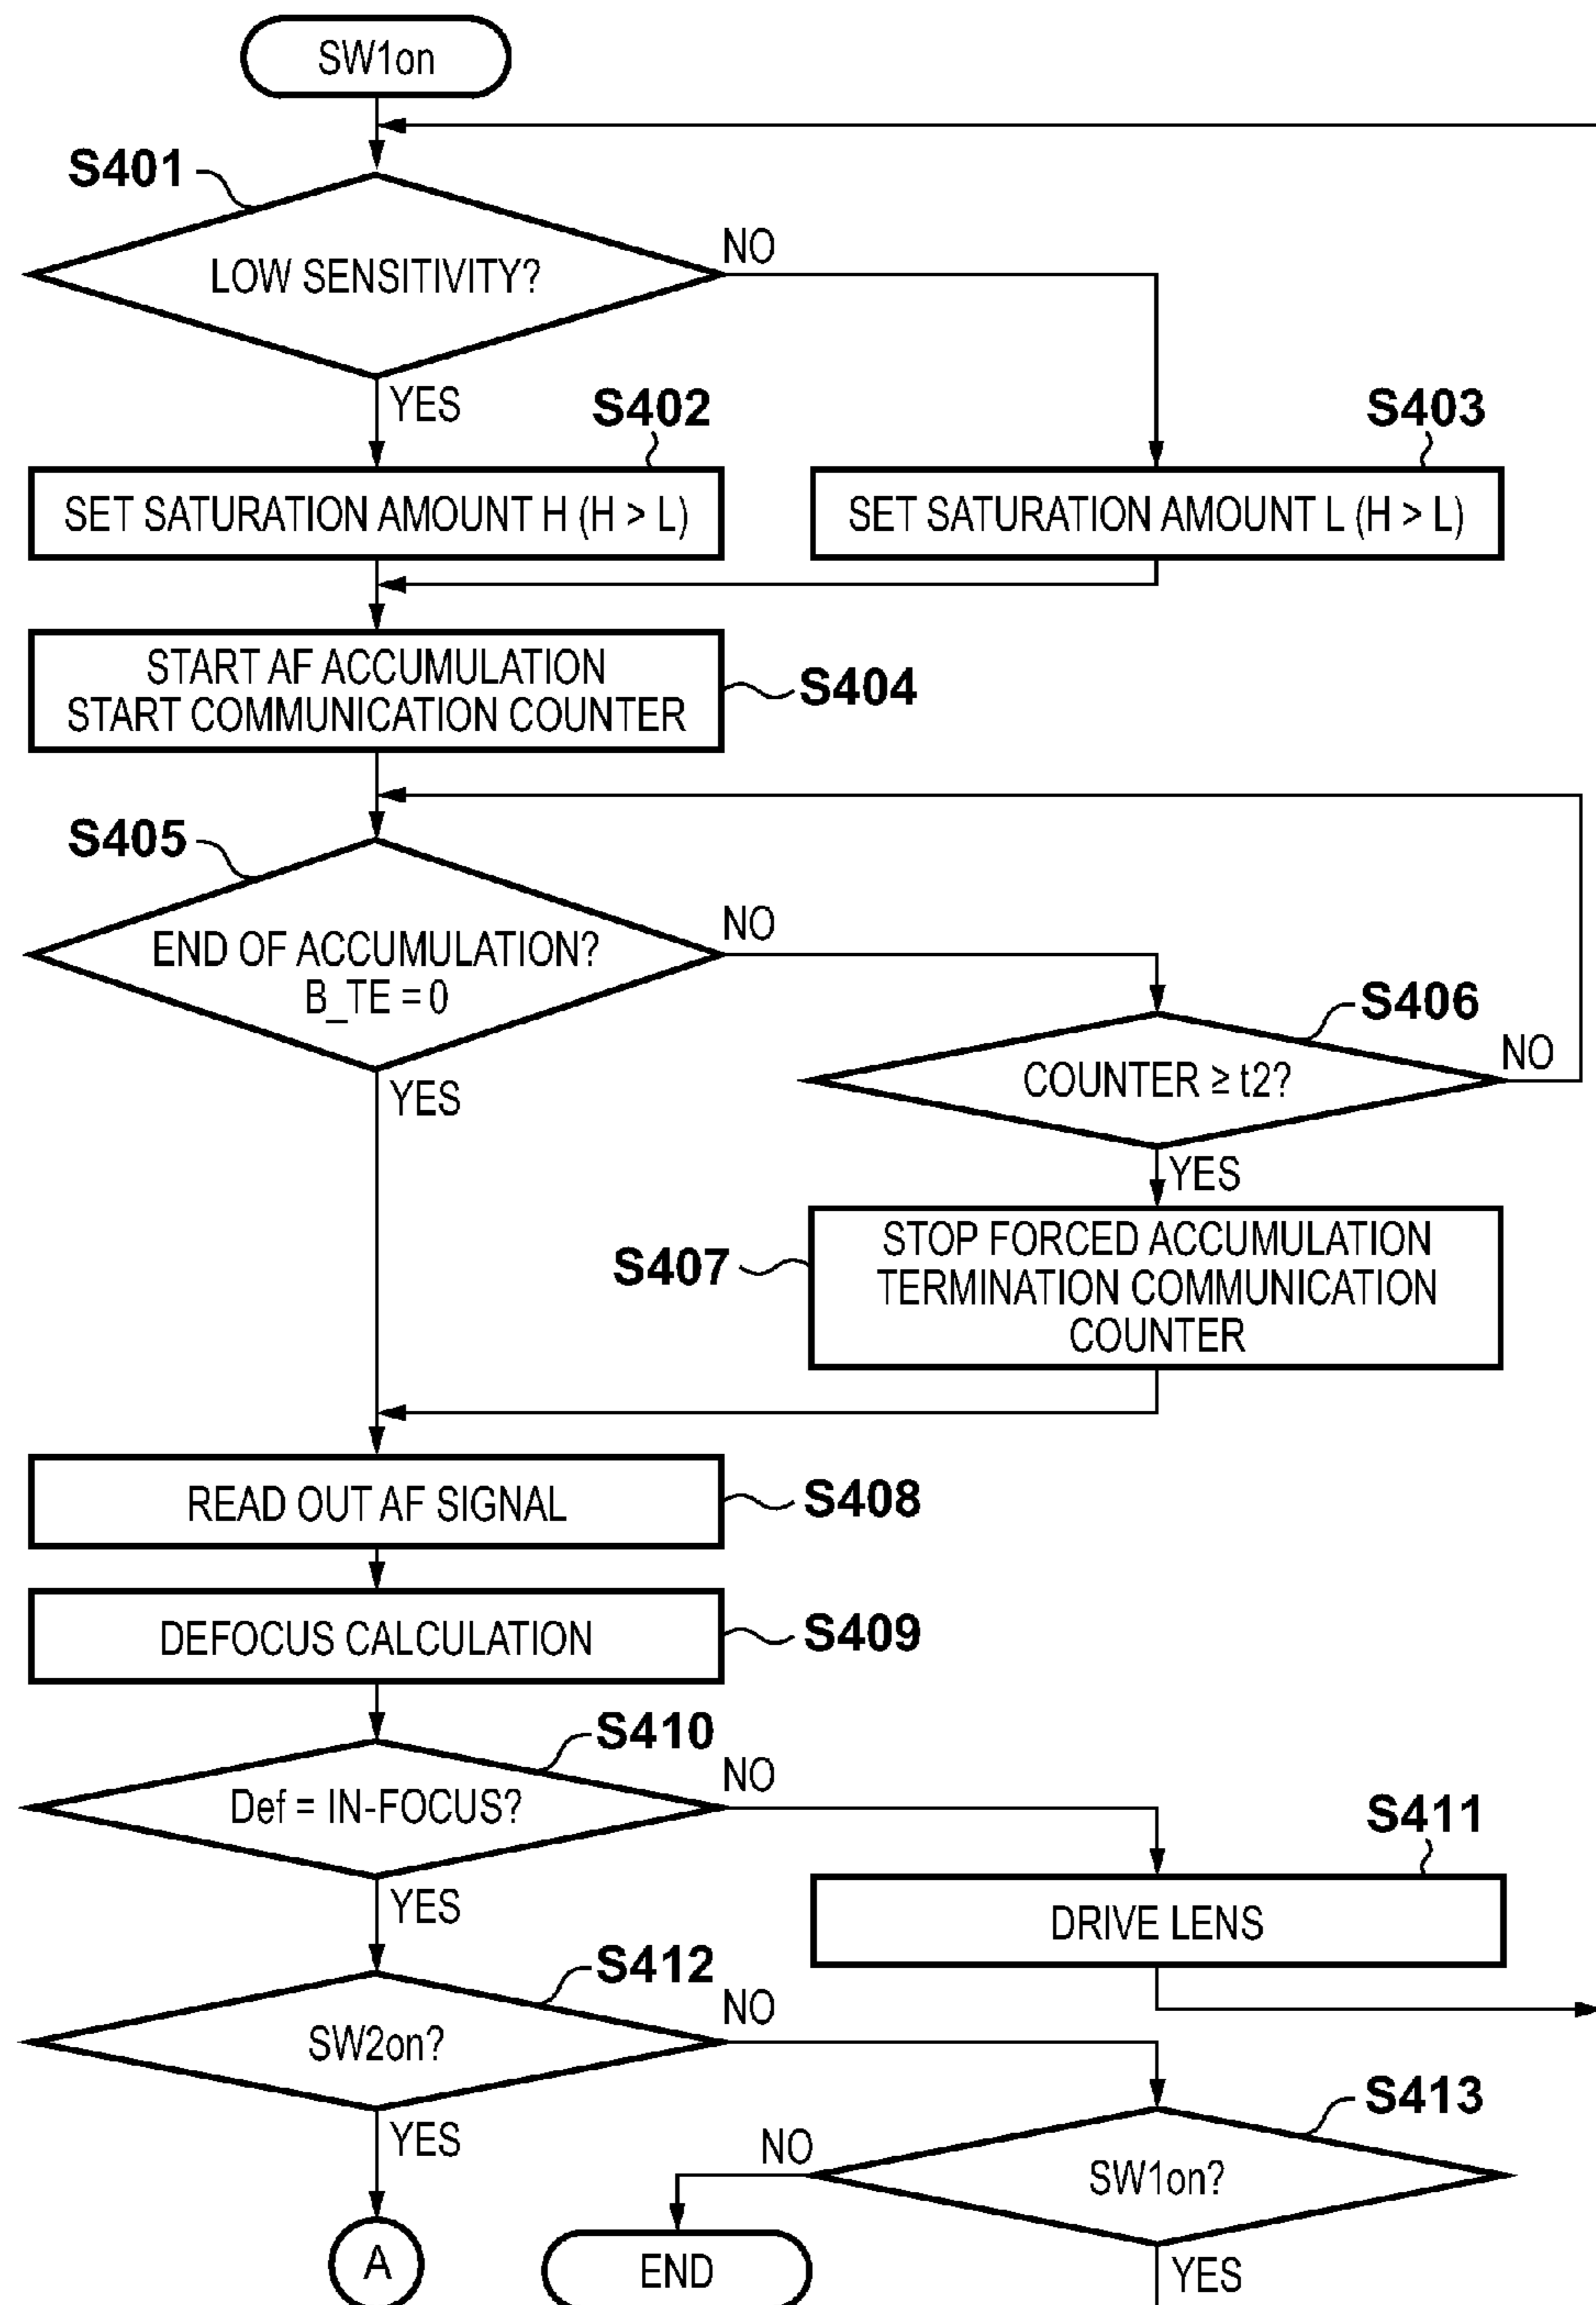 SW1on
S401
LOW SENSITIVITY?
NO
YES
S402
S403
SET SATURATION AMOUNT H (H > L)
SET SATURATION AMOUNT L (H > L)
START AF ACCUMULATION
START COMMUNICATION COUNTER
S404
S405
END OF ACCUMULATION?
B_TE = 0
NO
YES
S406
COUNTER ≥ t2?
NO
YES
S407
STOP FORCED ACCUMULATION
TERMINATION COMMUNICATION
COUNTER
READ OUT AF SIGNAL
S408
DEFOCUS CALCULATION
S409
S410
Def = IN-FOCUS?
NO
YES
S411
DRIVE LENS
S412
SW2on?
NO
YES
S413
SW1on?
NO
YES
A
END